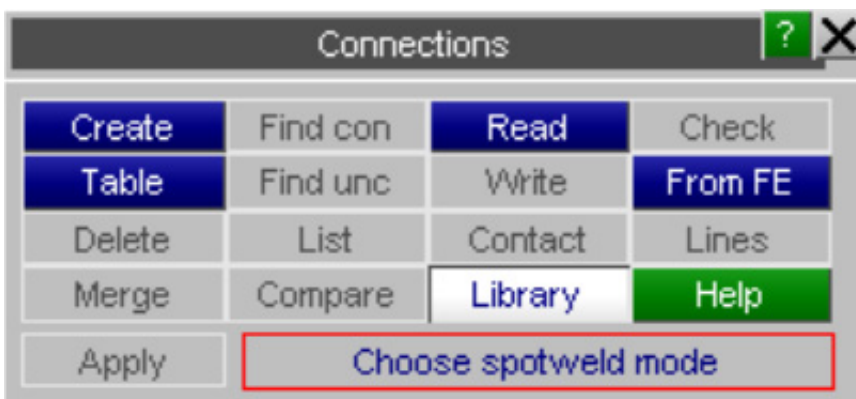 Connections ?
Create Find con Read Check
Table Find unc Write From FE
Delete List Contact Lines
Merge Compare Library Help
Apply Choose spotweld mode